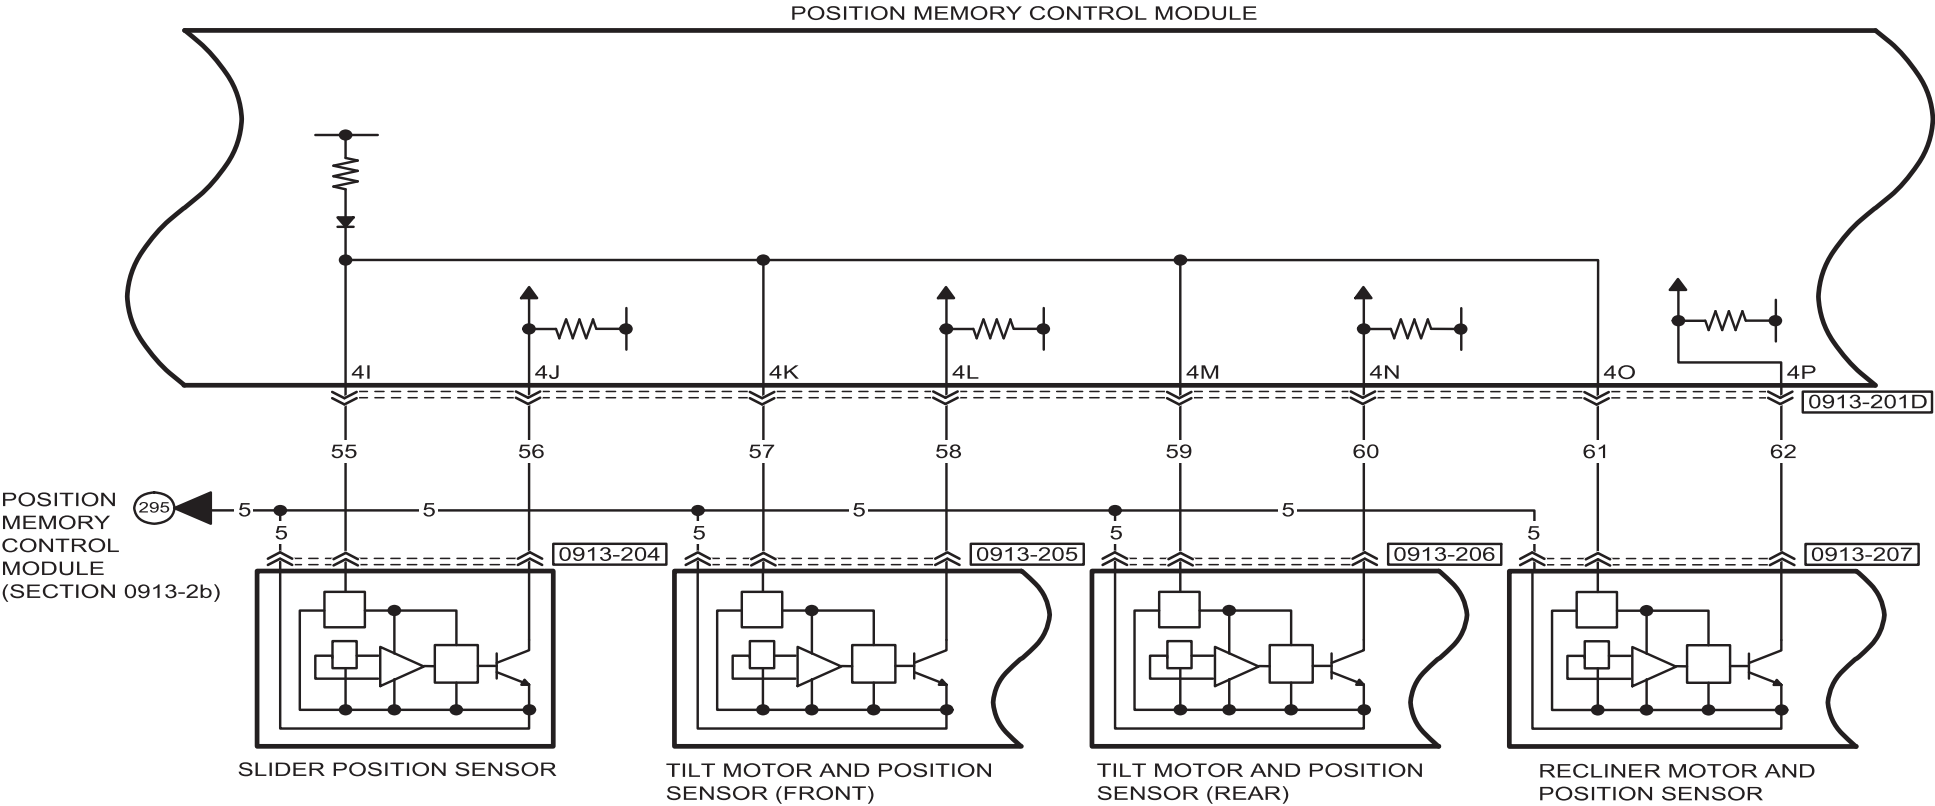 POSITION MEMORY CONTROL MODULE
4I 4J 4K 4L 4M 4N 4O 4P
0913-201D
55 56 57 58 59 60 61 62
POSITION
MEMORY
CONTROL
MODULE
(SECTION 0913-2b)
295
5 5 5 5
5 5 5 5
0913-204 0913-205 0913-206 0913-207
SLIDER POSITION SENSOR
TILT MOTOR AND POSITION
SENSOR (FRONT)
TILT MOTOR AND POSITION
SENSOR (REAR)
RECLINER MOTOR AND
POSITION SENSOR